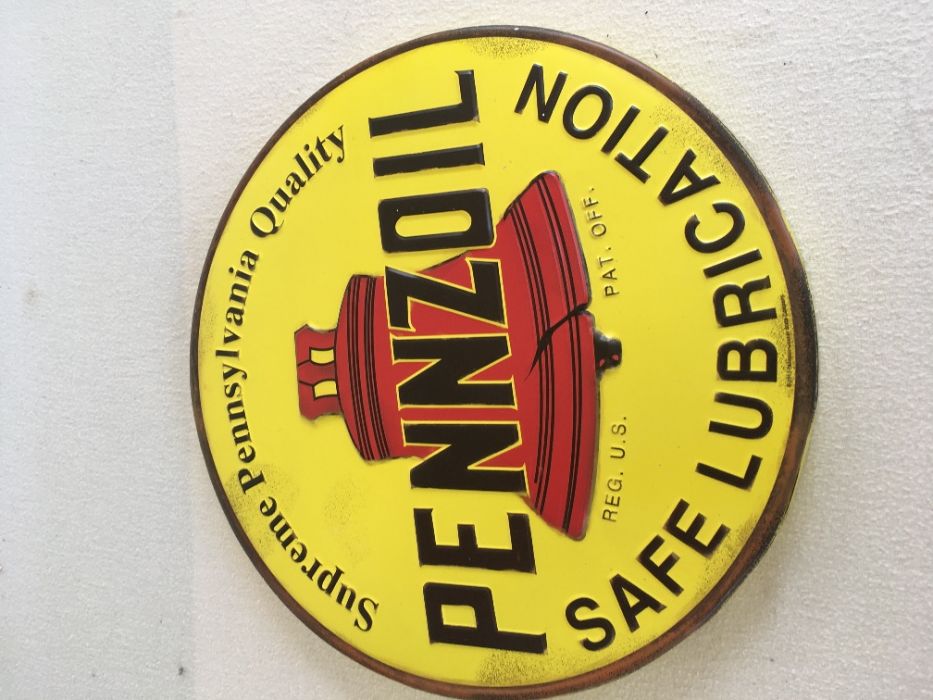 Supreme Pennsylvania Quality
PENNZOIL
REG. U.S. PAT. OFF.
SAFE LUBRICATION